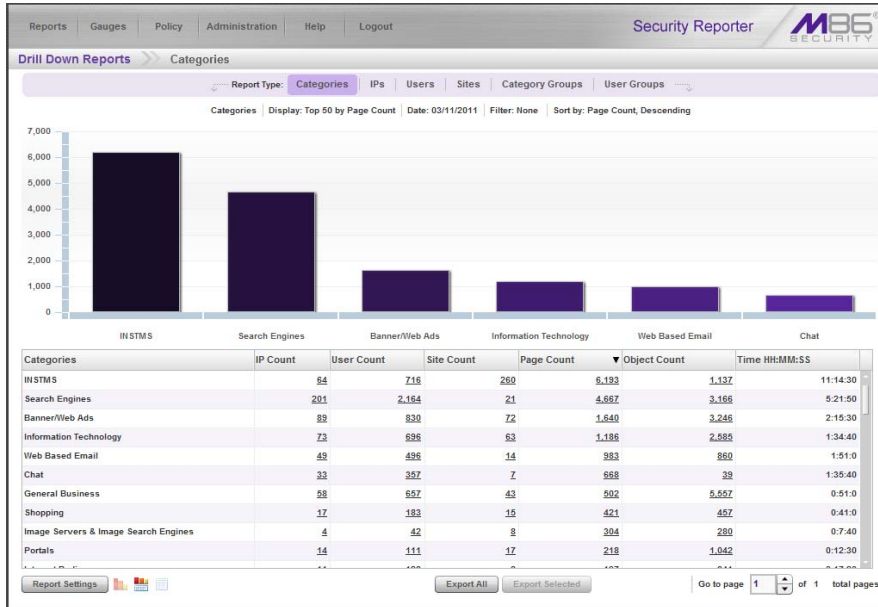 Reports Gauges Policy Administration Help Logout Security Reporter M86 SECURITY
Drill Down Reports Categories
Report Type: Categories IPs Users Sites Category Groups User Groups
Categories Display: Top 50 by Page Count Date: 03/11/2011 Filter: None Sort by: Page Count, Descending
7,000
6,000
5,000
4,000
3,000
2,000
1,000
0
INSTMS Search Engines Banner/Web Ads Information Technology Web Based Email Chat
Categories IP Count User Count Site Count Page Count ▼ Object Count Time HH:MM:SS
INSTMS 64 716 260 6,193 1,137 11:14:30
Search Engines 201 2,164 21 4,667 3,166 5:21:50
Banner/Web Ads 89 830 72 1,640 3,246 2:15:30
Information Technology 73 696 63 1,186 2,585 1:34:40
Web Based Email 49 496 14 983 860 1:51:0
Chat 33 357 7 668 39 1:35:40
General Business 58 657 43 502 5,557 0:51:0
Shopping 17 183 15 421 457 0:41:0
Image Servers & Image Search Engines 4 42 8 304 280 0:7:40
Portals 14 111 17 218 1,042 0:12:30
Report Settings Export All Export Selected Go to page 1 of 1 total pages